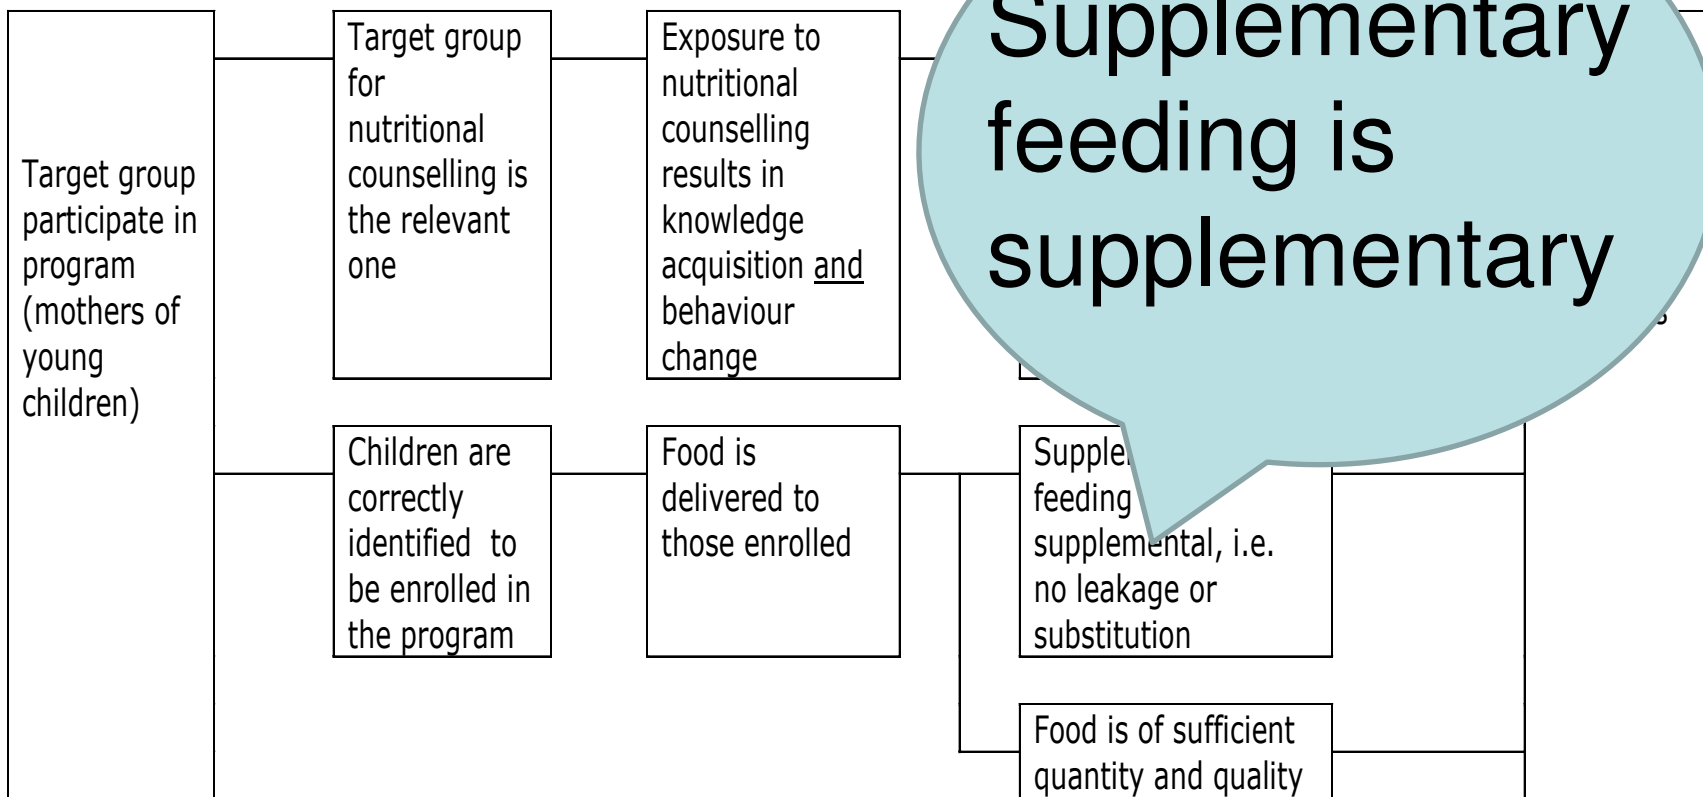 Target group
participate in
program
(mothers of
young
children)
Target group
for
nutritional
counselling is
the relevant
one
Exposure to
nutritional
counselling
results in
knowledge
acquisition and
behaviour
change
Supplementary
feeding is
supplementary
Children are
correctly
identified to
be enrolled in
the program
Food is
delivered to
those enrolled
feeding
supplemental, i.e.
no leakage or
substitution
Food is of sufficient
quantity and quality